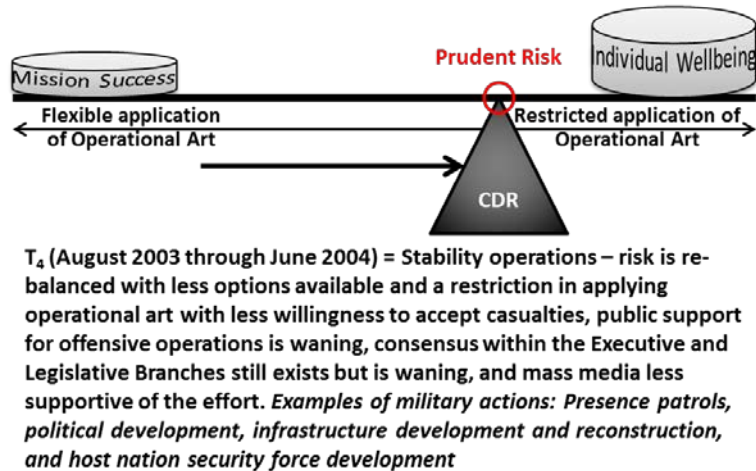 Mission Success
Individual Wellbeing
Prudent Risk
Flexible application
of Operational Art
Restricted application of
Operational Art
CDR
T4 (August 2003 through June 2004) = Stability operations – risk is re-
balanced with less options available and a restriction in applying
operational art with less willingness to accept casualties, public support
for offensive operations is waning, consensus within the Executive and
Legislative Branches still exists but is waning, and mass media less
supportive of the effort. Examples of military actions: Presence patrols,
political development, infrastructure development and reconstruction,
and host nation security force development